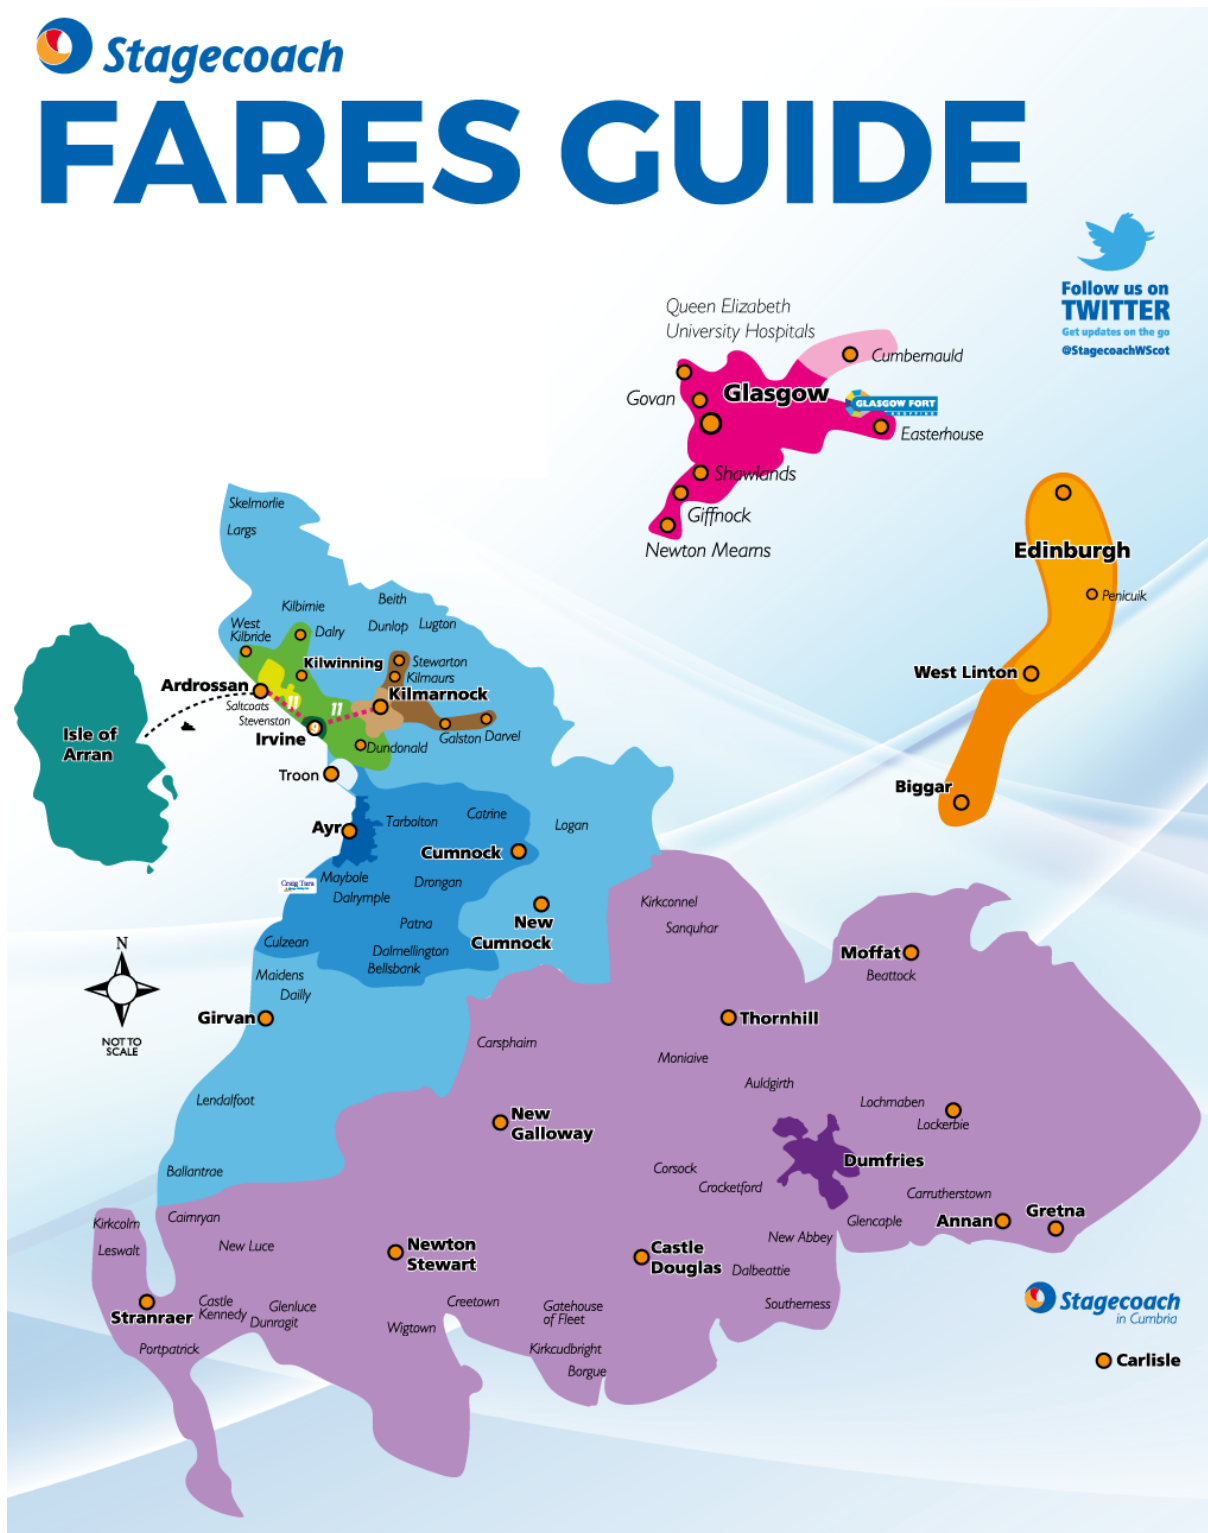 Stagecoach
FARES GUIDE
Follow us on
TWITTER
Get updates on the go
@StagecoachWScot
Queen Elizabeth
University Hospitals
Cumbernauld
Govan
Glasgow
GLASGOW FORT
Easterhouse
Shawlands
Giffnock
Newton Mearns
Edinburgh
Penicuik
West Linton
Biggar
Skelmorlie
Largs
Beith
Kilbirnie
West
Kilbride
Dalry
Dunlop
Lugton
Kilwinning
Stewarton
Kilmaurs
Ardrossan
Kilmarnock
Saltcoats
11
11
Stevenston
Irvine
Galston
Darvel
Dundonald
Isle of
Arran
Troon
Ayr
Tarbolton
Catrine
Logan
Cumnock
Craig Tara
Maybole
Drongan
Dalrymple
Patna
New
Cumnock
Culzean
Dalmellington
Bellsbank
Maidens
Dailly
Girvan
N
NOT TO
SCALE
Lendalfoot
Ballantrae
Kirkconnel
Sanquhar
Moffat
Beattock
Thornhill
Carsphairn
Moniaive
Auldgirth
New
Galloway
Lochmaben
Lockerbie
Dumfries
Corsock
Crocketford
Carrutherstown
Gretna
Annan
Glencaple
New Abbey
Kirkcolm
Cairnryan
Leswalt
New Luce
Newton
Stewart
Castle
Douglas
Dalbeattie
Southerness
Stranraer
Castle
Kennedy
Glenluce
Dunragit
Creetown
Wigtown
Gatehouse
of Fleet
Portpatrick
Kirkcudbright
Borgue
Stagecoach
in Cumbria
Carlisle